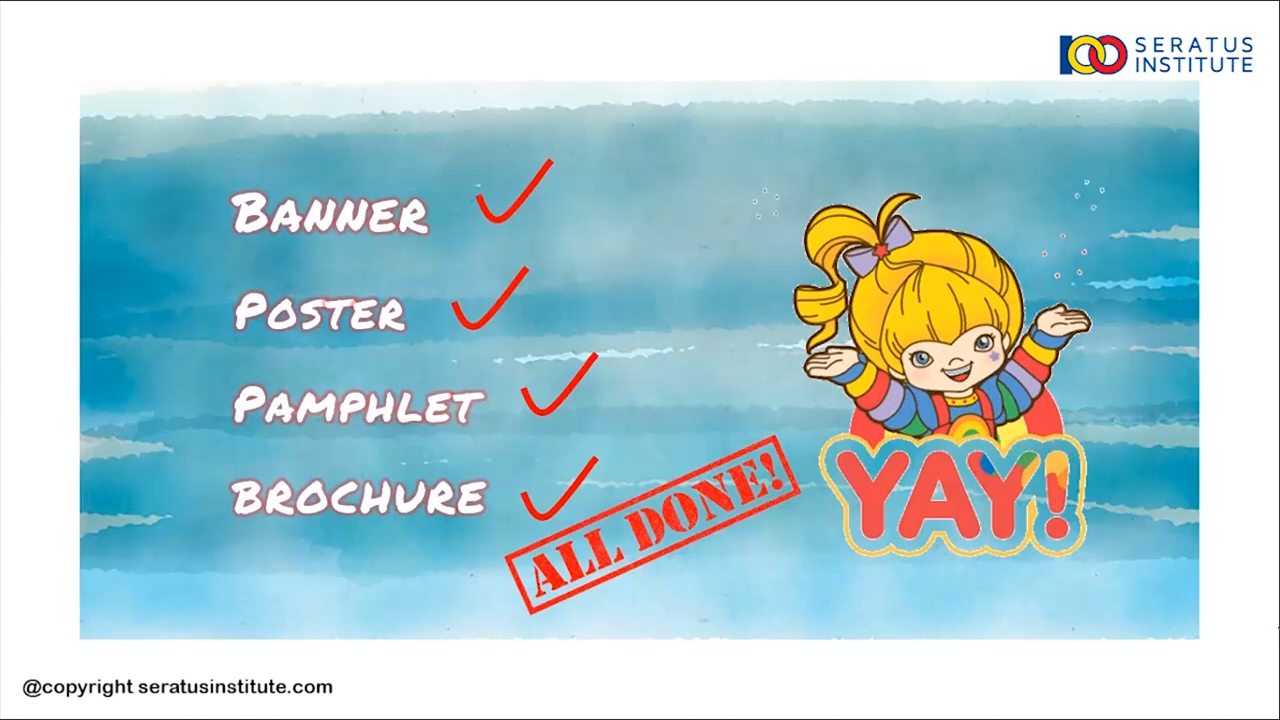 SERATUS
INSTITUTE
BANNER
POSTER
PAMPHLET
BROCHURE
ALL DONE!
YAY!
@copyright seratusinstitute.com